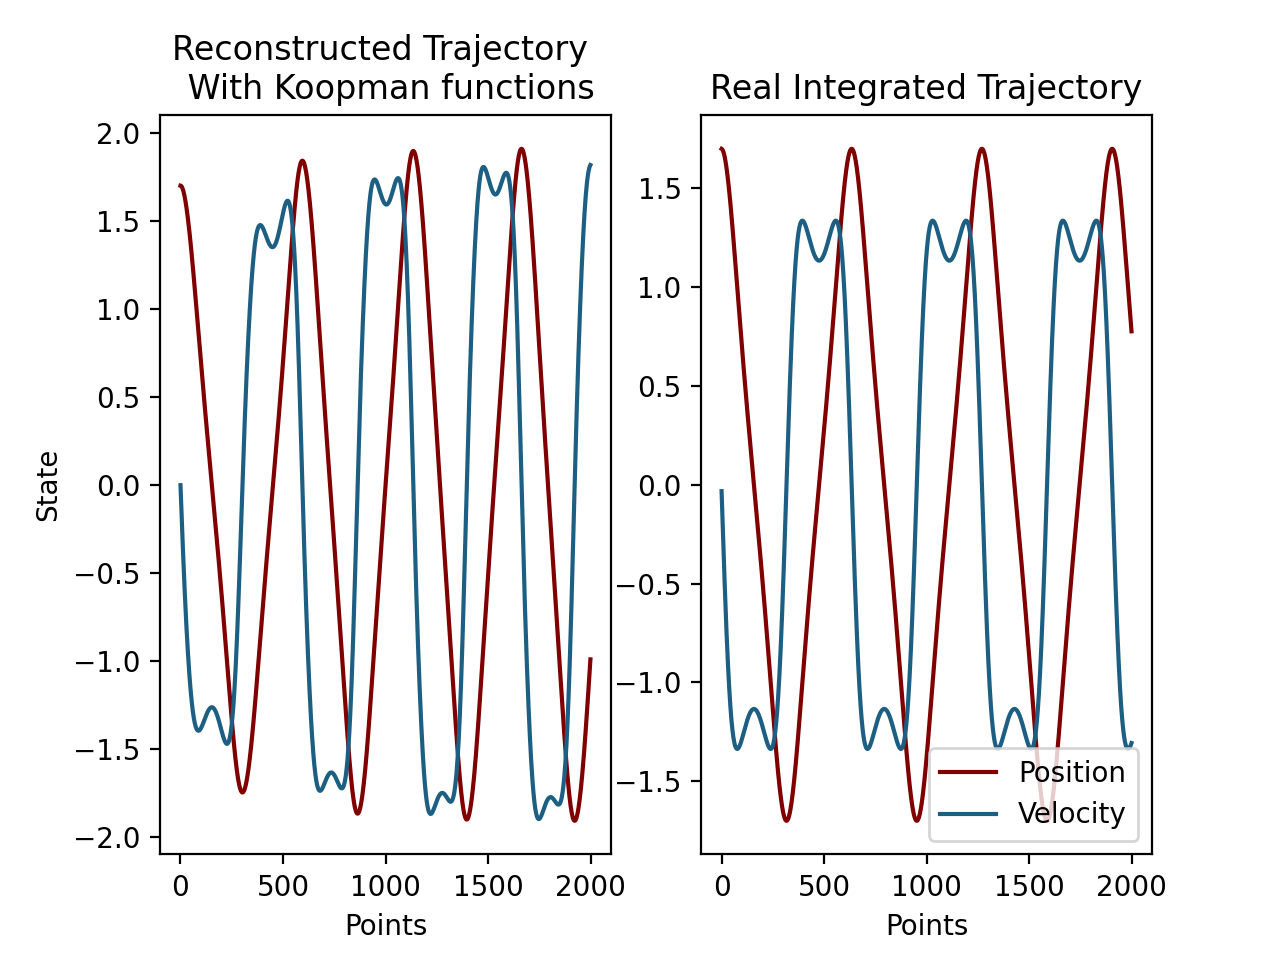 Reconstructed Trajectory
With Koopman functions
2.0
1.5
1.0
0.5
0.0
−0.5
−1.0
−1.5
−2.0
State
0 500 1000 1500 2000
Points
Real Integrated Trajectory
1.5
1.0
0.5
0.0
−0.5
−1.0
−1.5
Position
Velocity
0 500 1000 1500 2000
Points